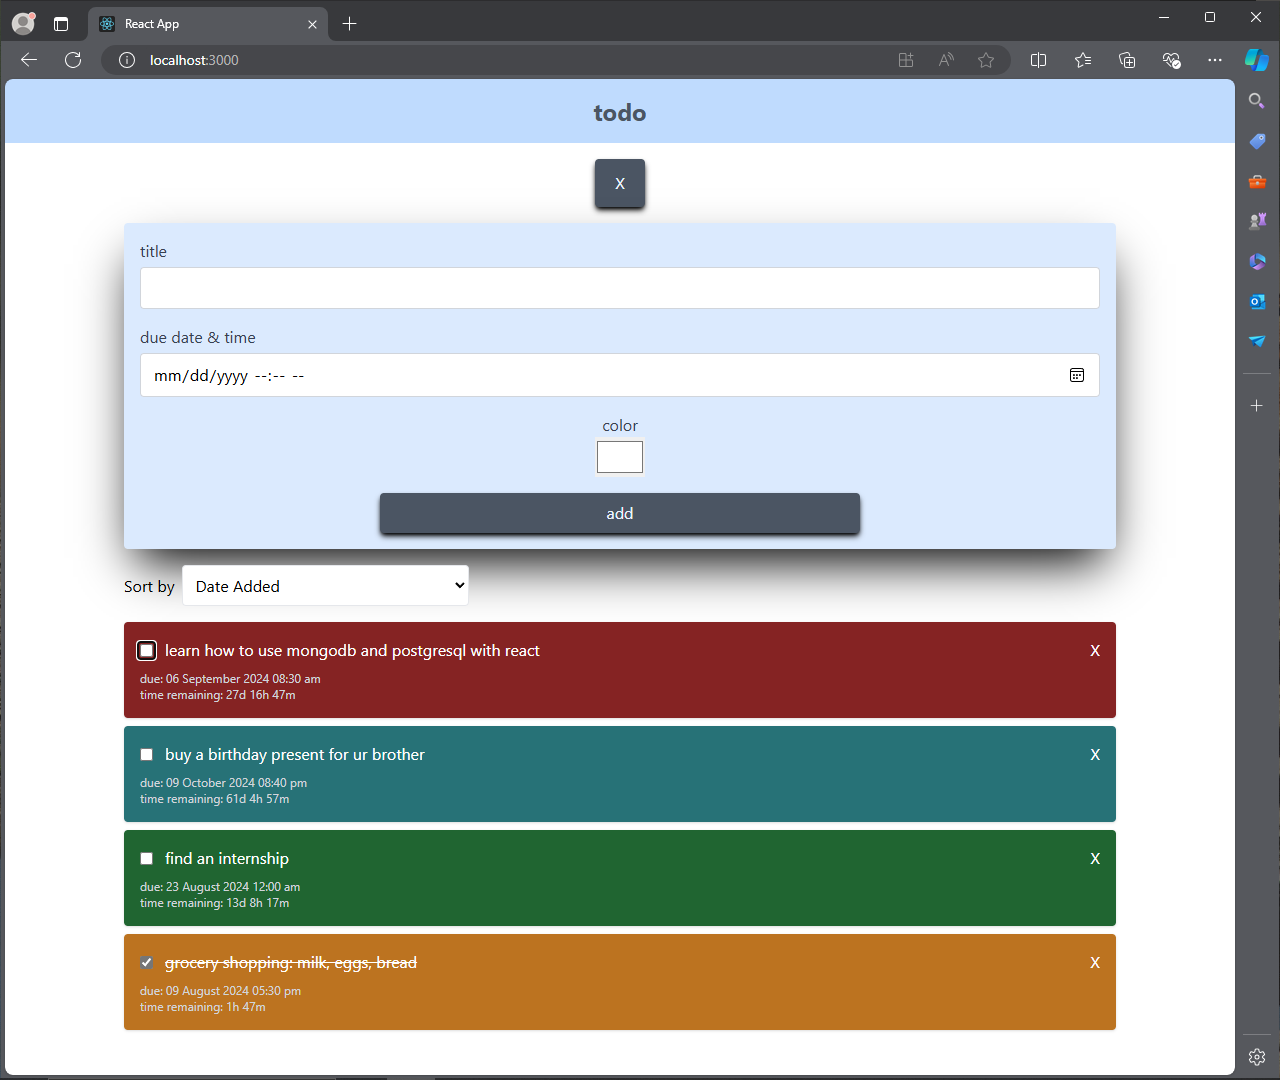 React App
localhost:3000
todo
X
title
due date & time
mm/dd/yyyy --:-- --
color
add
Sort by Date Added
learn how to use mongodb and postgresql with react X
due: 06 September 2024 08:30 am
time remaining: 27d 16h 47m
buy a birthday present for ur brother X
due: 09 October 2024 08:40 pm
time remaining: 61d 4h 57m
find an internship X
due: 23 August 2024 12:00 am
time remaining: 13d 8h 17m
grocery shopping: milk, eggs, bread X
due: 09 August 2024 05:30 pm
time remaining: 1h 47m